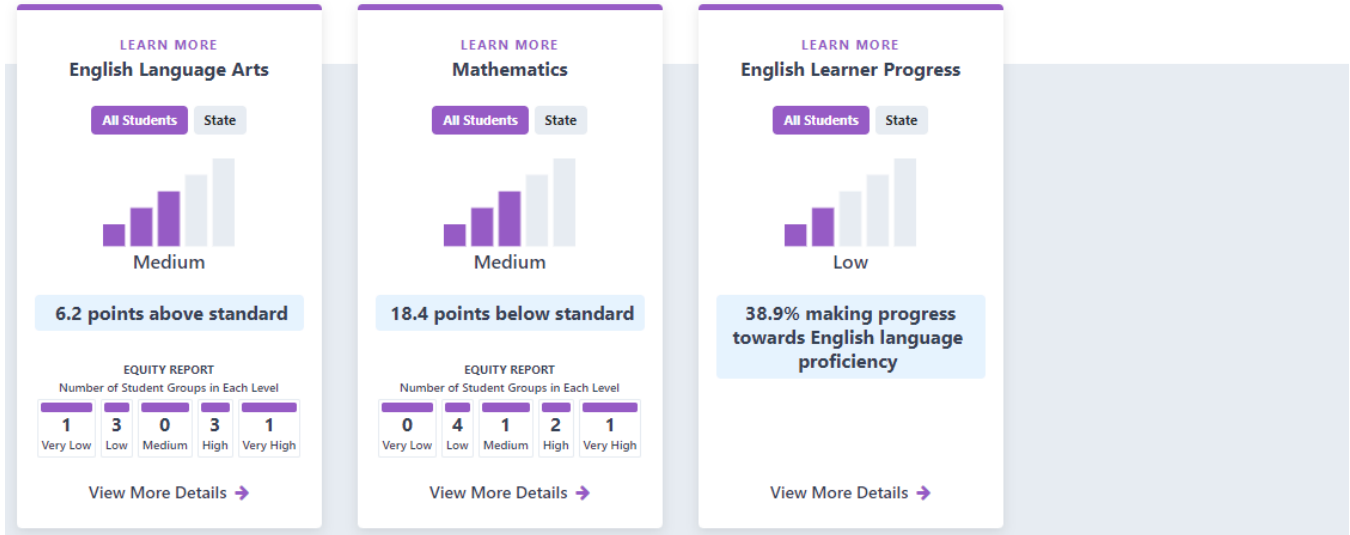 LEARN MORE
English Language Arts
All Students State
Medium
6.2 points above standard
EQUITY REPORT
Number of Student Groups in Each Level
1 3 0 3 1
Very Low Low Medium High Very High
View More Details
LEARN MORE
Mathematics
All Students State
Medium
18.4 points below standard
EQUITY REPORT
Number of Student Groups in Each Level
0 4 1 2 1
Very Low Low Medium High Very High
View More Details
LEARN MORE
English Learner Progress
All Students State
Low
38.9% making progress
towards English language
proficiency
View More Details